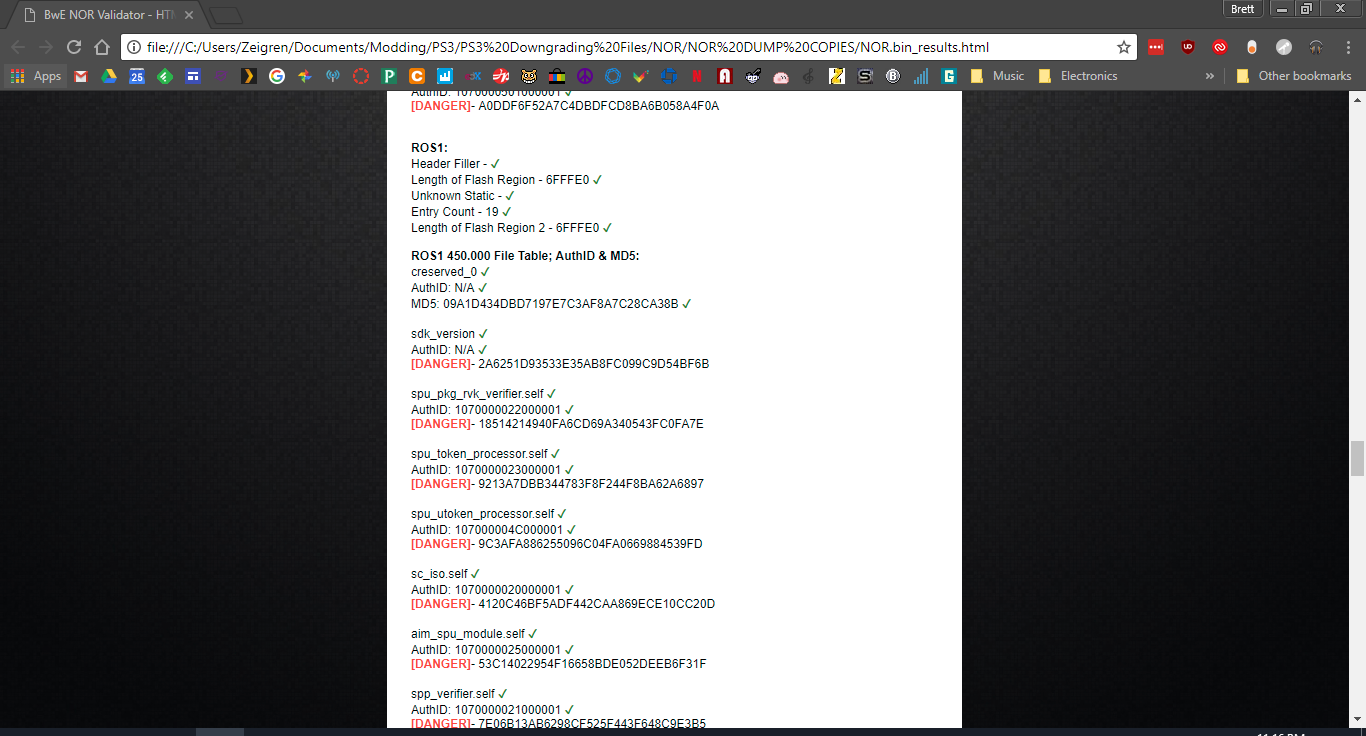 BwE NOR Validator - HT
Brett
file:///C:/Users/Zeigren/Documents/Modding/PS3/PS3%20Downgrading%20Files/NOR/NOR%20DUMP%20COPIES/NOR.bin_results.html
Apps
25
Music
Electronics
»
Other bookmarks
AuthID: 1070000501000001 ✓
[DANGER]- A0DDF6F52A7C4DBDFCD8BA6B058A4F0A
ROS1:
Header Filler - ✓
Length of Flash Region - 6FFFE0 ✓
Unknown Static - ✓
Entry Count - 19 ✓
Length of Flash Region 2 - 6FFFE0 ✓
ROS1 450.000 File Table; AuthID & MD5:
creserved_0 ✓
AuthID: N/A ✓
MD5: 09A1D434DBD7197E7C3AF8A7C28CA38B ✓
sdk_version ✓
AuthID: N/A ✓
[DANGER]- 2A6251D93533E35AB8FC099C9D54BF6B
spu_pkg_rvk_verifier.self ✓
AuthID: 1070000022000001 ✓
[DANGER]- 18514214940FA6CD69A340543FC0FA7E
spu_token_processor.self ✓
AuthID: 1070000023000001 ✓
[DANGER]- 9213A7DBB344783F8F244F8BA62A6897
spu_utoken_processor.self ✓
AuthID: 107000004C000001 ✓
[DANGER]- 9C3AFA886255096C04FA0669884539FD
sc_iso.self ✓
AuthID: 1070000020000001 ✓
[DANGER]- 4120C46BF5ADF442CAA869ECE10CC20D
aim_spu_module.self ✓
AuthID: 1070000025000001 ✓
[DANGER]- 53C14022954F16658BDE052DEEB6F31F
spp_verifier.self ✓
AuthID: 1070000021000001 ✓
[DANGER]- 7E06B13AB6298CF525F443F648C9E3B5